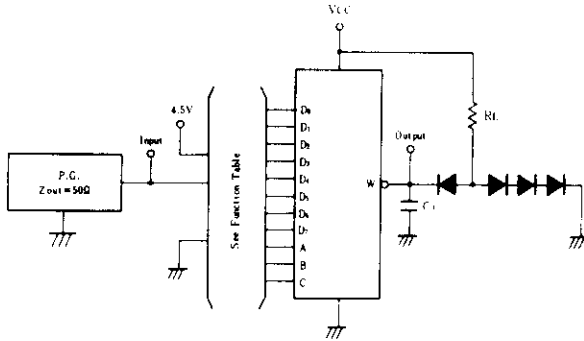 VCC
4.5V
Input
P.G.
Zout=50Ω
See Function Table
D0
D1
D2
D3
D4
D5
D6
D7
A
B
C
W
Output
RL
CL